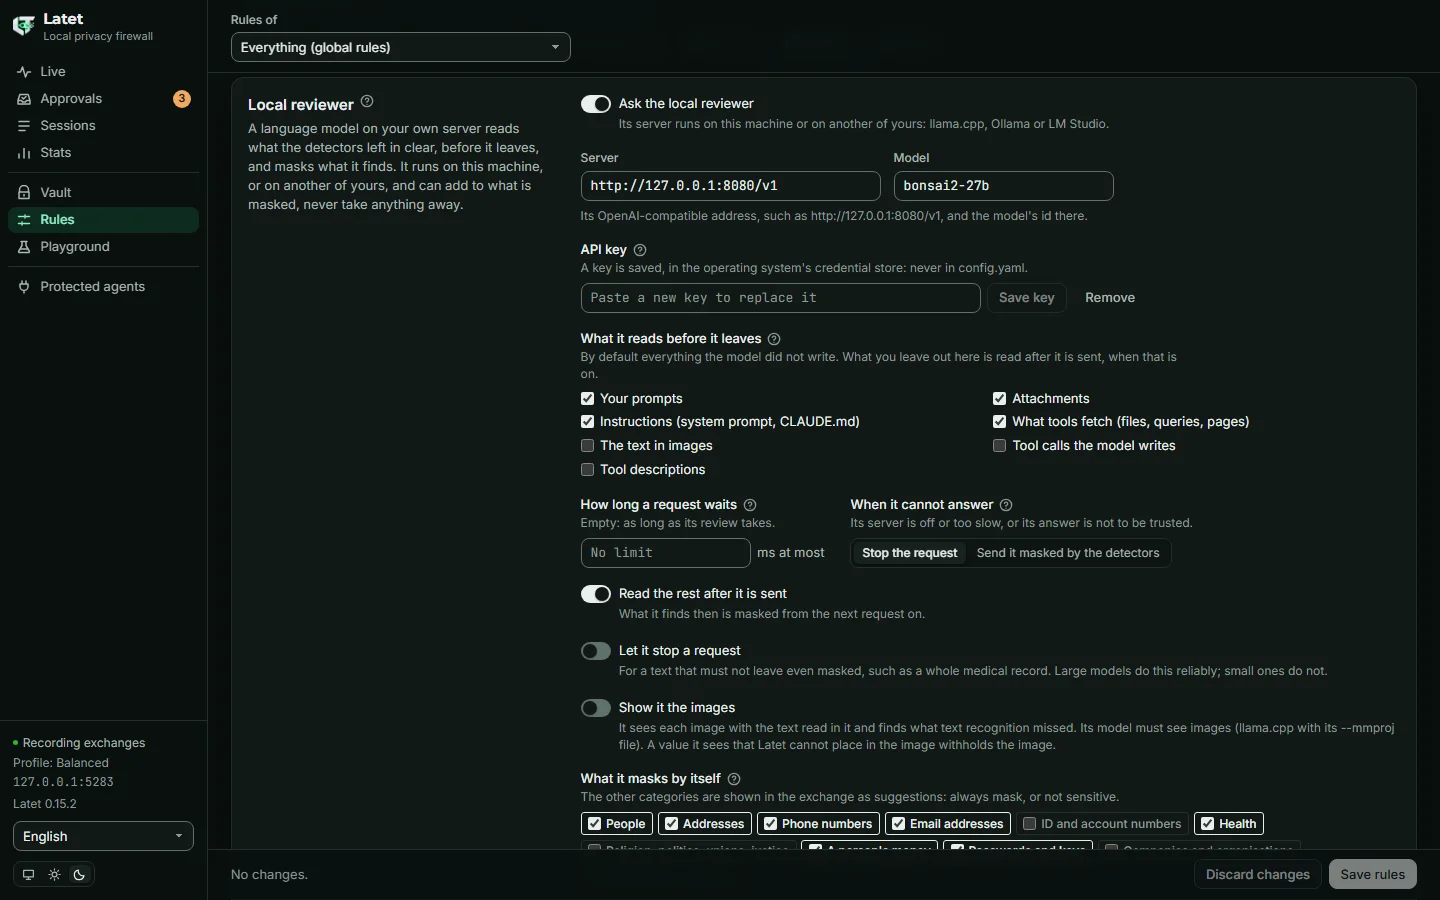 Latet
Local privacy firewall
Live
Approvals
3
Sessions
Stats
Vault
Rules
Playground
Protected agents
Recording exchanges
Profile: Balanced
127.0.0.1:5283
Latet 0.15.2
English
Rules of
Everything (global rules)
Local reviewer
A language model on your own server reads
what the detectors left in clear, before it leaves,
and masks what it finds. It runs on this machine,
or on another of yours, and can add to what is
masked, never take anything away.
Ask the local reviewer
Its server runs on this machine or on another of yours: llama.cpp, Ollama or LM Studio.
Server
Model
http://127.0.0.1:8080/v1
bonsai2-27b
Its OpenAI-compatible address, such as http://127.0.0.1:8080/v1, and the model's id there.
API key
A key is saved, in the operating system's credential store: never in config.yaml.
Paste a new key to replace it
Save key
Remove
What it reads before it leaves
By default everything the model did not write. What you leave out here is read after it is sent, when that is
on.
Your prompts
Attachments
Instructions (system prompt, CLAUDE.md)
What tools fetch (files, queries, pages)
The text in images
Tool calls the model writes
Tool descriptions
How long a request waits
When it cannot answer
Empty: as long as its review takes.
Its server is off or too slow, or its answer is not to be trusted.
No limit
ms at most
Stop the request
Send it masked by the detectors
Read the rest after it is sent
What it finds then is masked from the next request on.
Let it stop a request
For a text that must not leave even masked, such as a whole medical record. Large models do this reliably; small ones do not.
Show it the images
It sees each image with the text read in it and finds what text recognition missed. Its model must see images (llama.cpp with its --mmproj
file). A value it sees that Latet cannot place in the image withholds the image.
What it masks by itself
The other categories are shown in the exchange as suggestions: always mask, or not sensitive.
People
Addresses
Phone numbers
Email addresses
ID and account numbers
Health
No changes.
Discard changes
Save rules